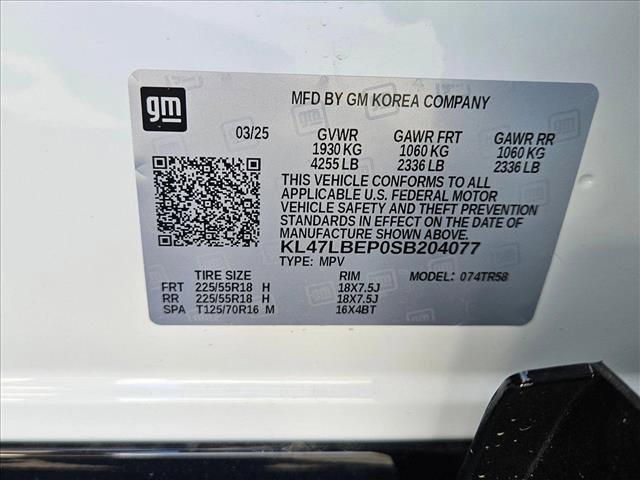 gm
MFD BY GM KOREA COMPANY
03/25 GVWR GAWR FRT GAWR RR
1930 KG 1060 KG 1060 KG
4255 LB 2336 LB 2336 LB
THIS VEHICLE CONFORMS TO ALL
APPLICABLE U.S. FEDERAL MOTOR
VEHICLE SAFETY AND THEFT PREVENTION
STANDARDS IN EFFECT ON THE DATE OF
MANUFACTURE SHOWN ABOVE.
KL47LBEP0SB204077
TYPE: MPV MODEL: 074TR58
TIRE SIZE RIM
FRT 225/55R18 H 18X7.5J
RR 225/55R18 H 18X7.5J
SPA T125/70R16 M 16X4BT